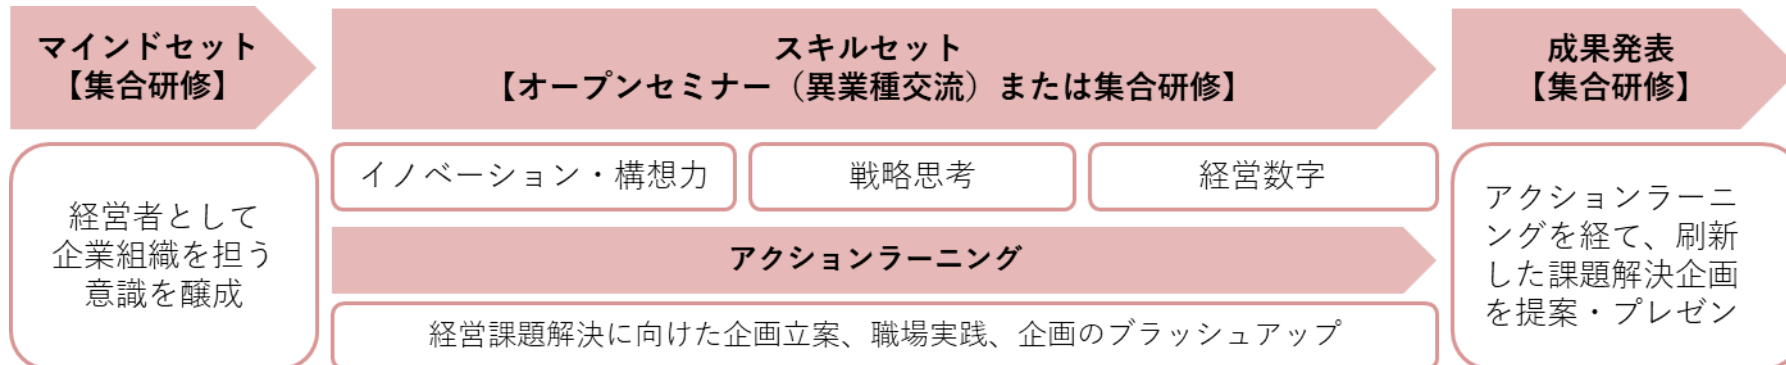 マインドセット
【集合研修】
経営者として
企業組織を担う
意識を醸成
スキルセット
【オープンセミナー（異業種交流）または集合研修】
イノベーション・構想力
戦略思考
経営数字
アクションラーニング
経営課題解決に向けた企画立案、職場実践、企画のブラッシュアップ
成果発表
【集合研修】
アクションラーニ
ングを経て、刷新
した課題解決企画
を提案・プレゼン